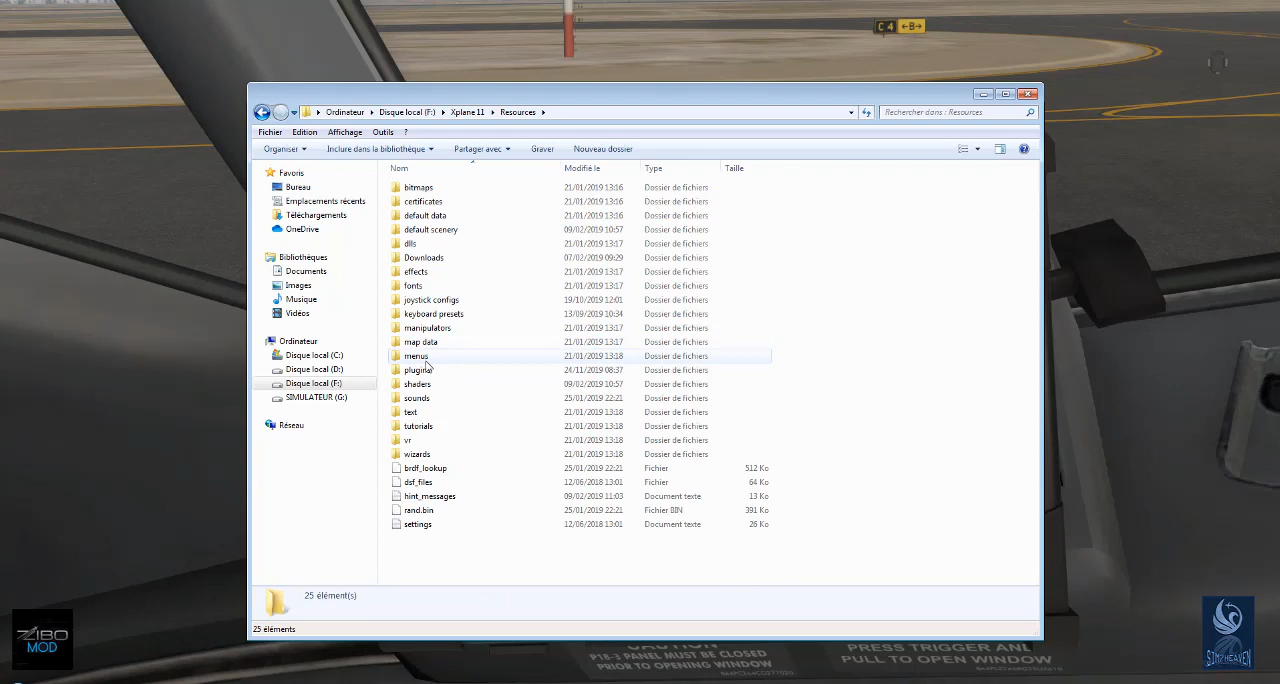 C 4 ←B→
Ordinateur Disque local (F:) Xplane 11 Resources
Rechercher dans : Resources
Fichier Edition Affichage Outils ?
Organiser Inclure dans la bibliothèque Partager avec Graver Nouveau dossier
Nom Modifié le Type Taille
Favoris
Bureau
Emplacements récents
Téléchargements
OneDrive
Bibliothèques
Documents
Images
Musique
Vidéos
Ordinateur
Disque local (C:)
Disque local (D:)
Disque local (F:)
SIMULATEUR (G:)
Réseau
bitmaps 21/01/2019 13:16 Dossier de fichiers
certificates 21/01/2019 13:16 Dossier de fichiers
default data 21/01/2019 13:16 Dossier de fichiers
default scenery 09/02/2019 10:57 Dossier de fichiers
dlls 21/01/2019 13:17 Dossier de fichiers
Downloads 07/02/2019 09:29 Dossier de fichiers
effects 21/01/2019 13:17 Dossier de fichiers
fonts 21/01/2019 13:17 Dossier de fichiers
joystick configs 19/10/2019 12:01 Dossier de fichiers
keyboard presets 13/09/2019 10:34 Dossier de fichiers
manipulators 21/01/2019 13:17 Dossier de fichiers
map data 21/01/2019 13:17 Dossier de fichiers
menus 21/01/2019 13:18 Dossier de fichiers
plugins 24/11/2019 08:37 Dossier de fichiers
shaders 09/02/2019 10:57 Dossier de fichiers
sounds 25/01/2019 22:21 Dossier de fichiers
text 21/01/2019 13:18 Dossier de fichiers
tutorials 21/01/2019 13:18 Dossier de fichiers
vr 21/01/2019 13:18 Dossier de fichiers
wizards 21/01/2019 13:18 Dossier de fichiers
brdf_lookup 25/01/2019 22:21 Fichier 512 Ko
dsf_files 12/06/2018 13:01 Fichier 64 Ko
hint_messages 09/02/2019 11:03 Document texte 13 Ko
rand.bin 25/01/2019 22:21 Fichier BIN 391 Ko
settings 12/06/2018 13:01 Document texte 26 Ko
25 élément(s)
25 éléments
ZIBO
MOD
CAUTION
P18-3 PANEL MUST BE CLOSED
PRIOR TO OPENING WINDOW
PRESS TRIGGER AND
PULL TO OPEN WINDOW
SIMHEAVEN